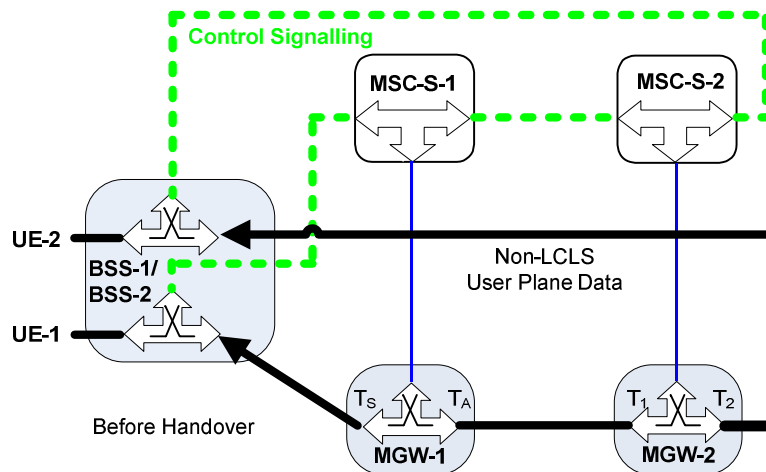 Control Signalling
MSC-S-1
MSC-S-2
UE-2
BSS-1/
BSS-2
Non-LCLS
User Plane Data
UE-1
Before Handover
TS
TA
T1
T2
MGW-1
MGW-2